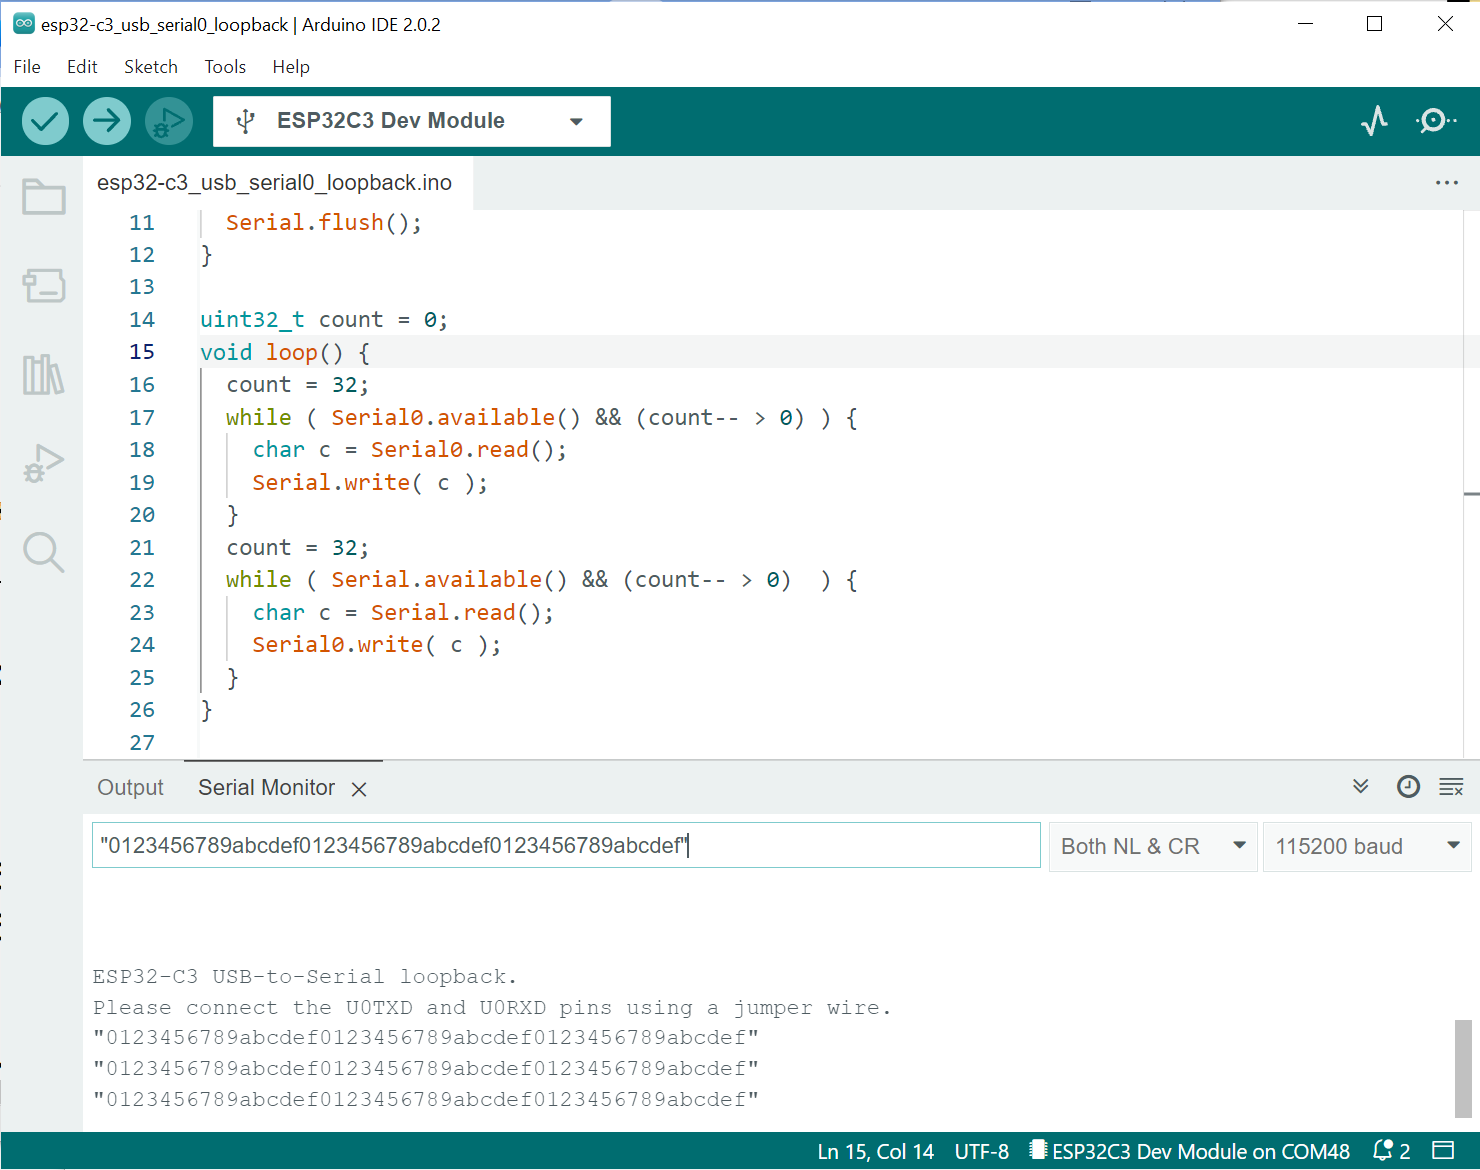 esp32-c3_usb_serial0_loopback | Arduino IDE 2.0.2
File Edit Sketch Tools Help
ESP32C3 Dev Module
esp32-c3_usb_serial0_loopback.ino
11 Serial.flush();
12 }
13
14 uint32_t count = 0;
15 void loop() {
16 count = 32;
17 while ( Serial0.available() && (count-- > 0) ) {
18 char c = Serial0.read();
19 Serial.write( c );
20 }
21 count = 32;
22 while ( Serial.available() && (count-- > 0)  ) {
23 char c = Serial.read();
24 Serial0.write( c );
25 }
26 }
27
Output Serial Monitor
"0123456789abcdef0123456789abcdef0123456789abcdef" Both NL & CR 115200 baud
ESP32-C3 USB-to-Serial loopback.
Please connect the U0TXD and U0RXD pins using a jumper wire.
"0123456789abcdef0123456789abcdef0123456789abcdef"
"0123456789abcdef0123456789abcdef0123456789abcdef"
"0123456789abcdef0123456789abcdef0123456789abcdef"
Ln 15, Col 14 UTF-8 ESP32C3 Dev Module on COM48 2